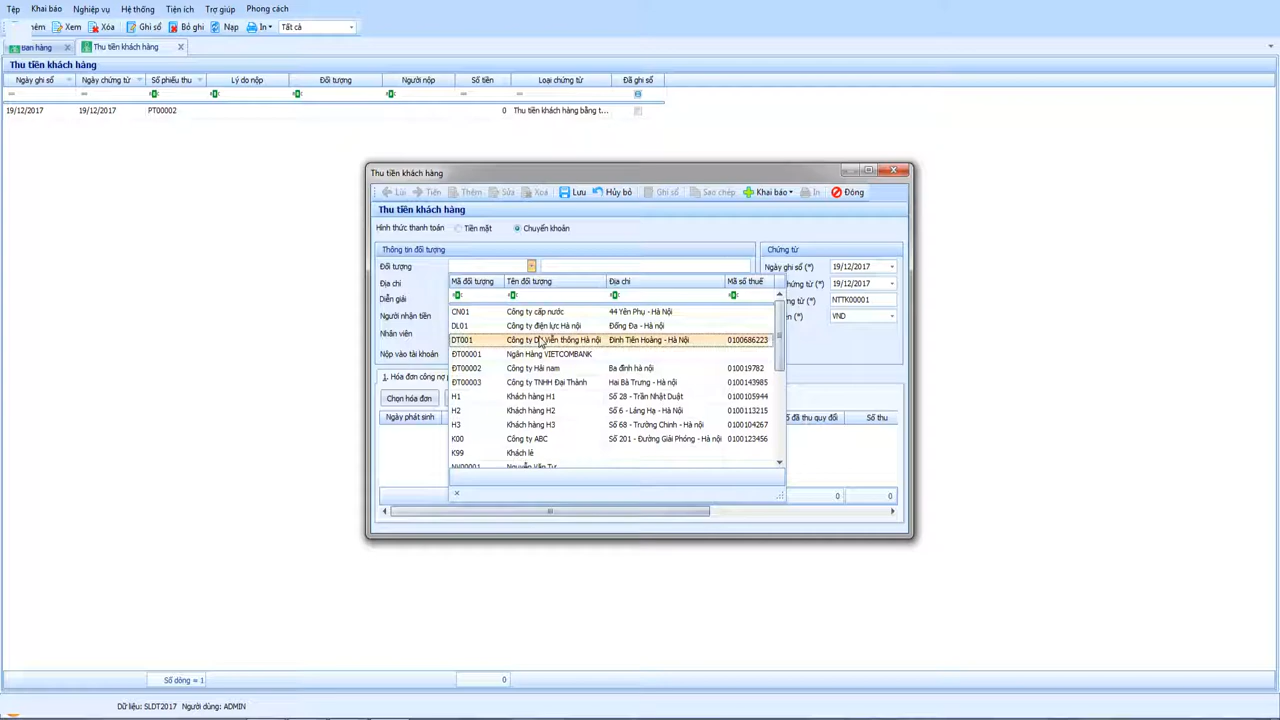 Tệp Khai báo Nghiệp vụ Hệ thống Tiện ích Trợ giúp Phong cách
Xem Xóa Ghi sổ Bỏ ghi Nạp In Tất cả
Bán hàng Thu tiền khách hàng
Thu tiền khách hàng
Ngày ghi sổ Ngày chứng từ Số phiếu thu Lý do nộp Đối tượng Người nộp Số tiền Loại chứng từ Đã ghi sổ
19/12/2017 19/12/2017 PT00002 0 Thu tiền khách hàng bằng t...
Thu tiền khách hàng
Lùi Tiến Thêm Sửa Xoá Lưu Hủy bỏ Ghi sổ Sao chép Khai báo In Đóng
Thu tiền khách hàng
Hình thức thanh toán Tiền mặt Chuyển khoản
Thông tin đối tượng Chứng từ
Đối tượng Ngày ghi sổ (*) 19/12/2017
Địa chỉ hứng từ (*) 19/12/2017
Diễn giải (*) NTTK00001
Người nhận tiền (*) VND
Nhân viên
Nộp vào tài khoản
Mã đối tượng Tên đối tượng Địa chỉ Mã số thuế
CN01 Công ty cấp nước 44 Yên Phụ - Hà Nội
DL01 Công ty điện lực Hà nội Đống Đa - Hà nội
DT001 Công ty Viễn thông Hà nội Đinh Tiên Hoàng - Hà Nội 0100686223
ĐT00001 Ngân Hàng VIETCOMBANK
ĐT00002 Công ty Hải nam Ba đình hà nội 010019782
ĐT00003 Công ty TNHH Đại Thành Hai Bà Trưng - Hà Nội 0100143985
H1 Khách hàng H1 Số 28 - Trần Nhật Duật 0100105944
H2 Khách hàng H2 Số 6 - Láng Hạ - Hà Nội 0100113215
H3 Khách hàng H3 Số 68 - Trường Chinh - Hà nội 0100104267
K00 Công ty ABC Số 201 - Đường Giải Phóng - Hà nội 0100123456
K99 Khách lẻ
NV00001 Nguyễn Văn Tư
1. Hóa đơn công nợ
Chọn hóa đơn
Ngày phát sinh đã thu quy đổi Số thu
0 0
Số dòng = 1 0
Dữ liệu: SLDT2017 Người dùng: ADMIN